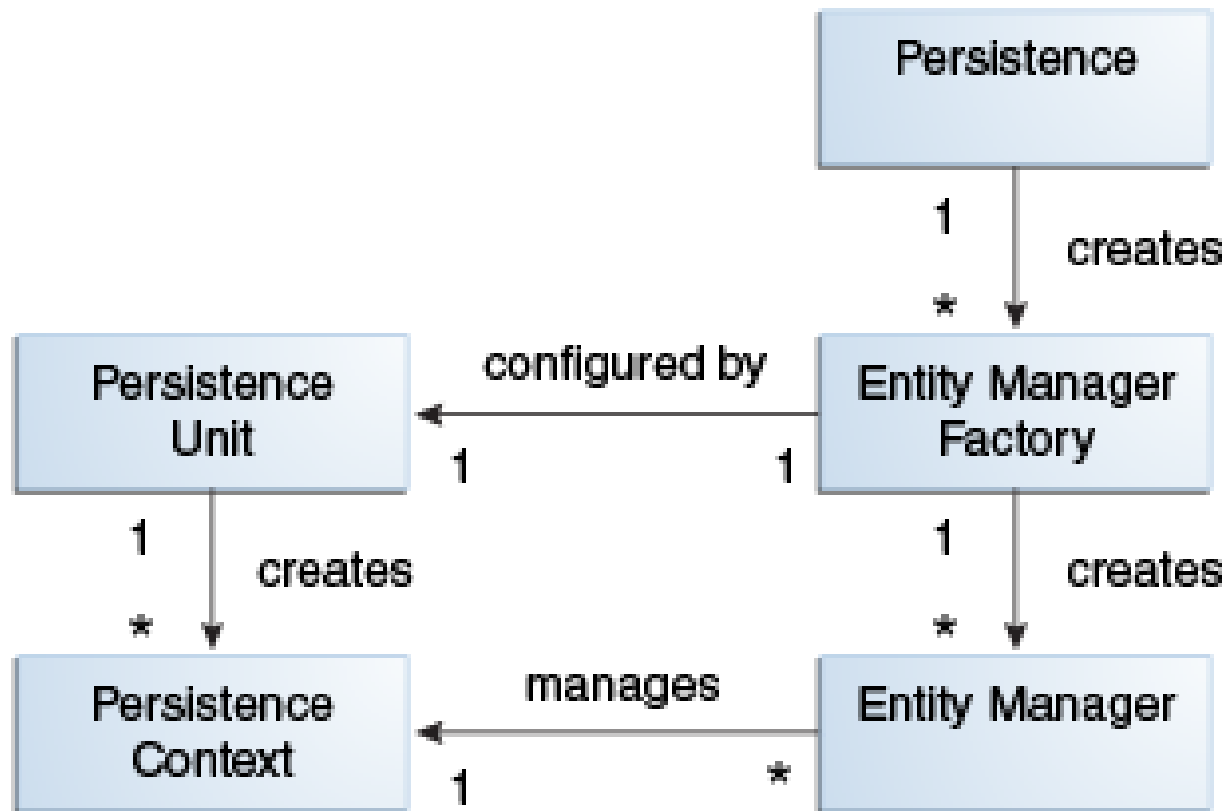 Persistence
1
creates
*
configured by
Persistence
Unit
Entity Manager
Factory
1
1
1
creates
*
1
creates
*
manages
Persistence
Context
Entity Manager
1
*